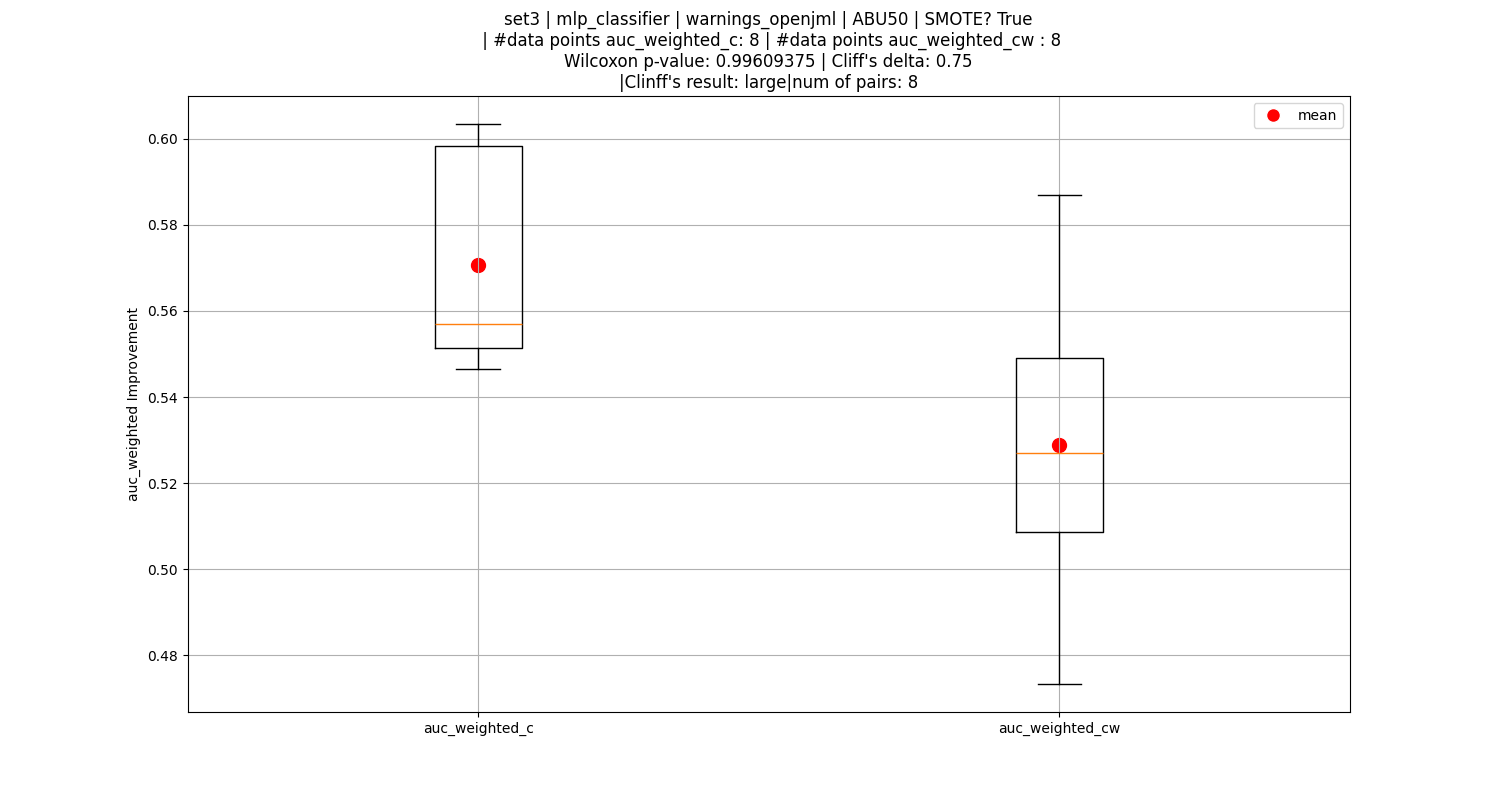 set3 | mlp_classifier | warnings_openjml | ABU50 | SMOTE? True
| #data points auc_weighted_c: 8 | #data points auc_weighted_cw : 8
Wilcoxon p-value: 0.99609375 | Cliff's delta: 0.75
|Clinff's result: large|num of pairs: 8
mean
0.60
0.58
0.56
0.54
0.52
0.50
0.48
auc_weighted Improvement
auc_weighted_c
auc_weighted_cw